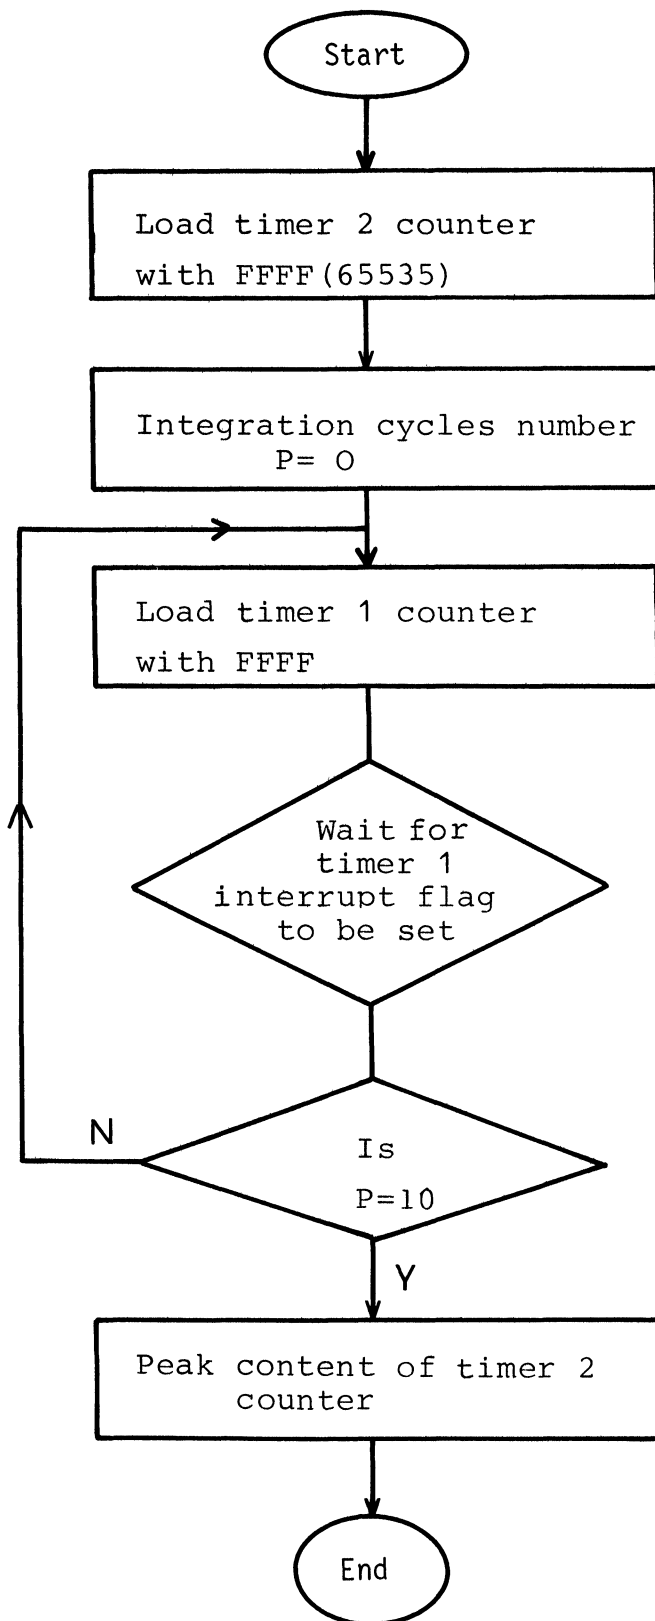 Start
Load timer 2 counter
with FFFF(65535)
Integration cycles number
P= 0
Load timer 1 counter
with FFFF
Wait for
timer 1
interrupt flag
to be set
N
Is
P=10
Y
Peak content of timer 2
counter
End